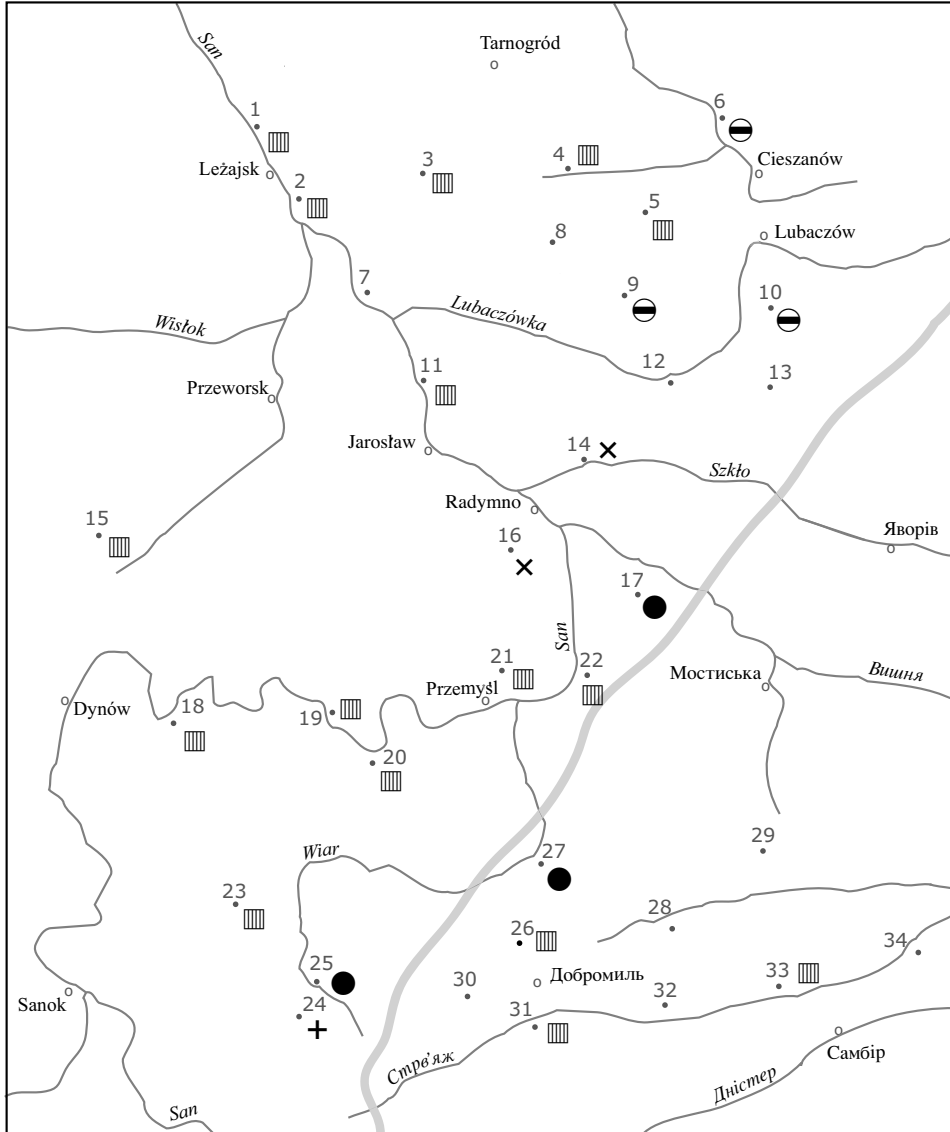 San
Tarnogród
1
6
3
4
Leżajsk
Cieszanów
2
5
8
Lubaczów
7
9
10
Lubaczówka
Wisłok
12
13
11
Przeworsk
Jarosław
14
Szkło
Radymno
15
16
Яворів
17
San
21
22
Przemyśl
Мостиська
Вишня
Dynów
18
19
20
Wiar
27
29
23
28
26
34
25
30
Добромиль
33
Sanok
24
31
32
Самбір
Стрв'яж
Дністер
San